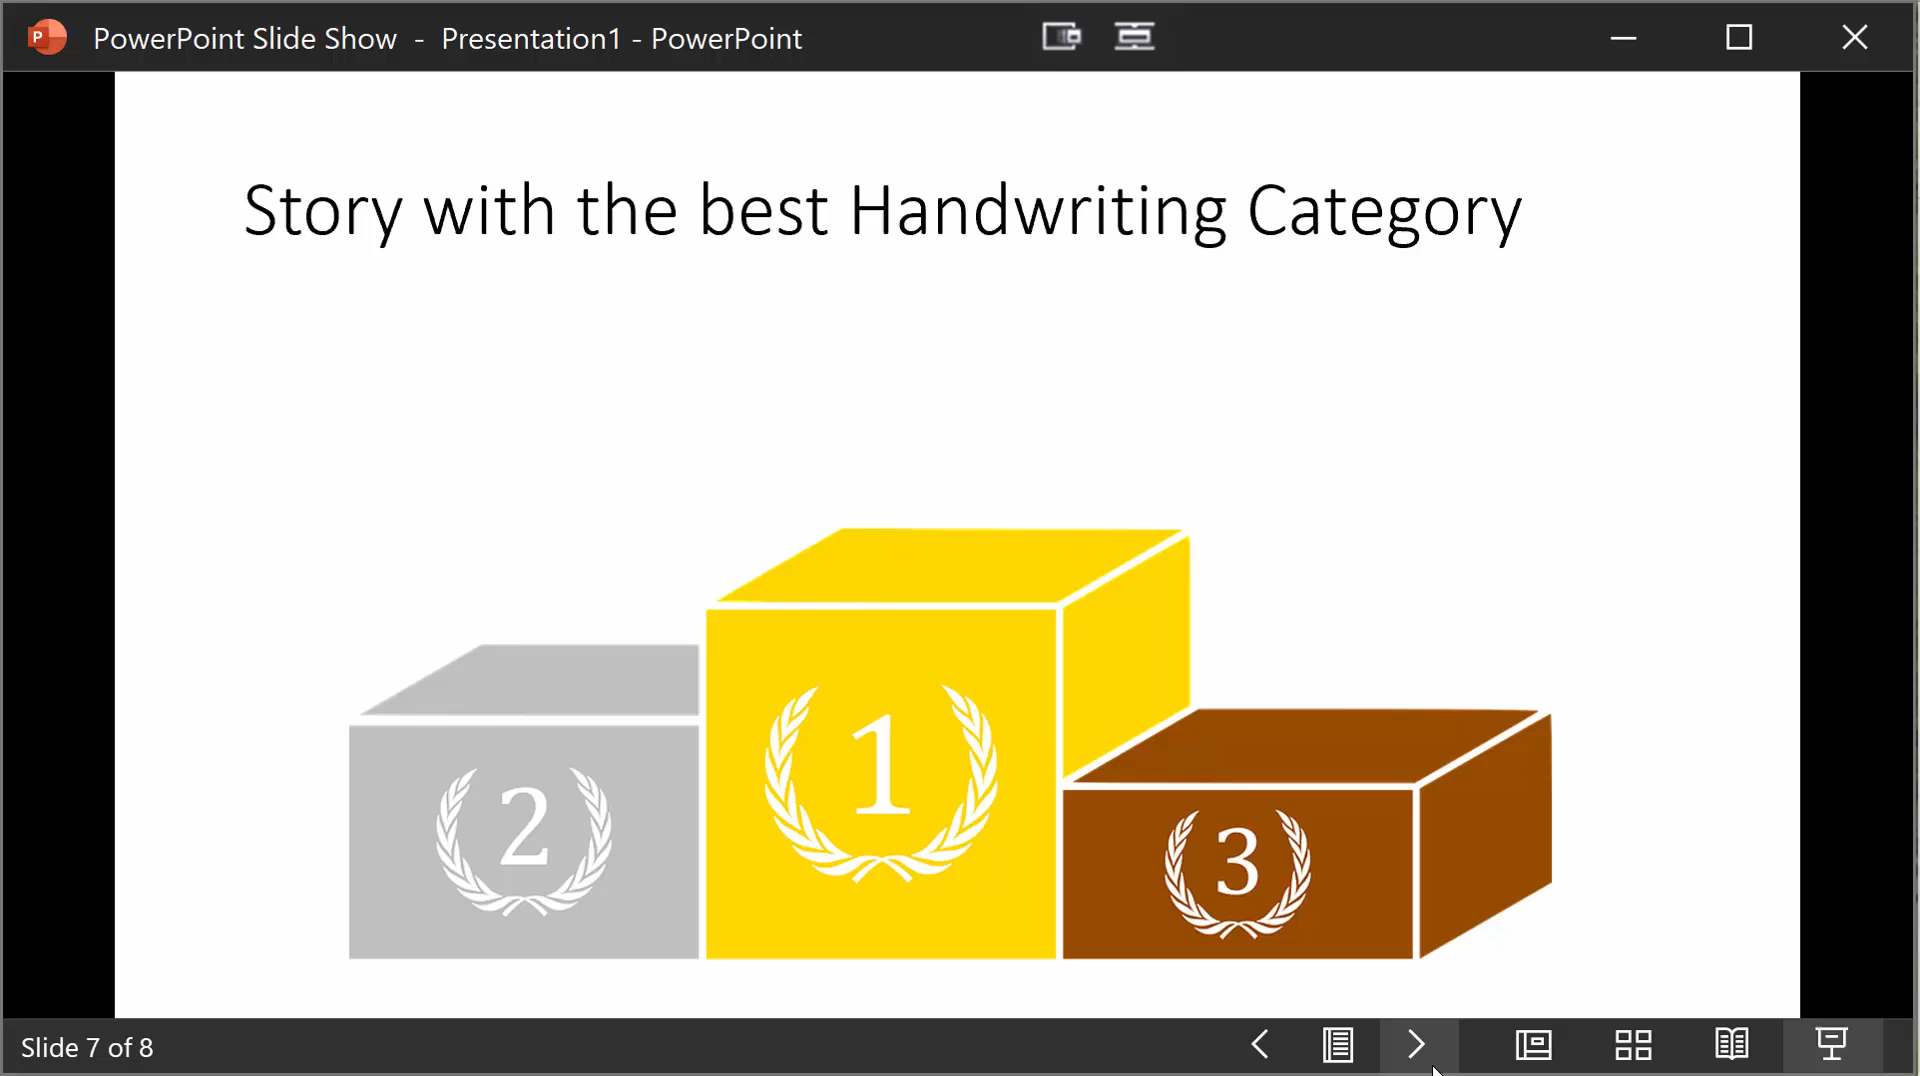 PowerPoint Slide Show - Presentation1 - PowerPoint
Story with the best Handwriting Category
1
2
3
Slide 7 of 8